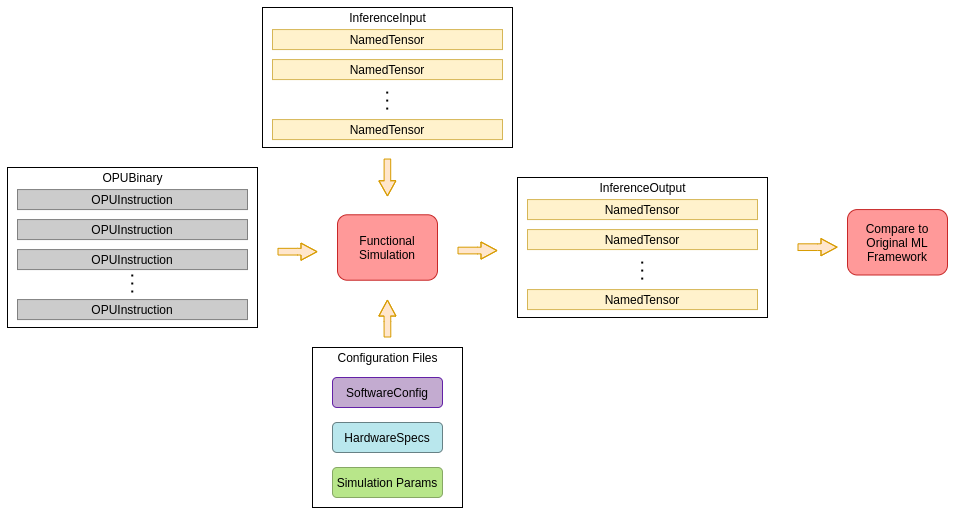 InferenceInput
NamedTensor
NamedTensor
NamedTensor
OPUBinary
OPUInstruction
OPUInstruction
OPUInstruction
OPUInstruction
Functional
Simulation
InferenceOutput
NamedTensor
NamedTensor
NamedTensor
Compare to
Original ML
Framework
Configuration Files
SoftwareConfig
HardwareSpecs
Simulation Params